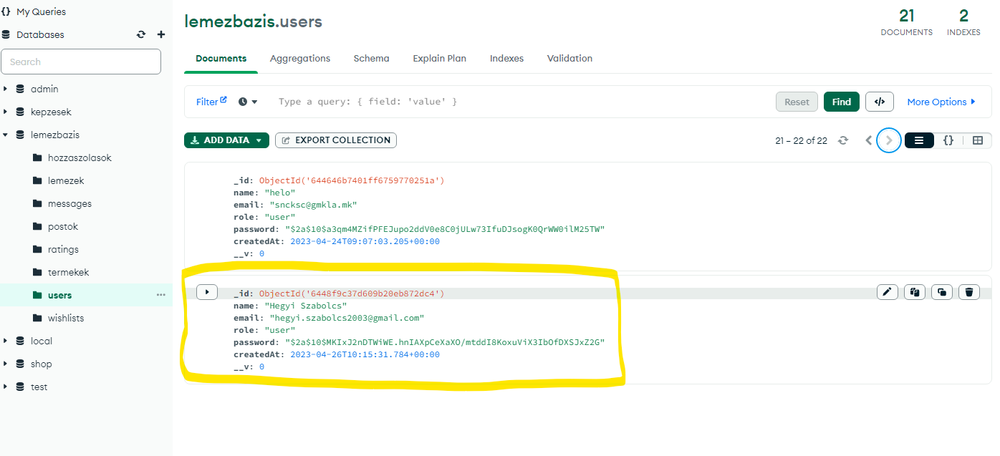 My Queries
Databases
Search
admin
kepzesek
lemezbazis
hozzaszolasok
lemezek
messages
postok
ratings
termekek
users
wishlists
local
shop
test
lemezbazis.users
21
DOCUMENTS
2
INDEXES
Documents Aggregations Schema Explain Plan Indexes Validation
Filter Type a query: { field: 'value' } Reset Find </> More Options
ADD DATA EXPORT COLLECTION 21 – 22 of 22 {}
_id: ObjectId('644646b7401ff6759770251a')
name: "helo"
email: "sncksc@gmkla.mk"
role: "user"
password: "$2a$10$a3qm4MZifPFEJupo2ddV0e8C0jULw73IfuDJsogK0QrWW0ilM25TW"
createdAt: 2023-04-24T09:07:03.205+00:00
__v: 0
_id: ObjectId('6448f9c37d609b20eb872dc4')
name: "Hegyi Szabolcs"
email: "hegyi.szabolcs2003@gmail.com"
role: "user"
password: "$2a$10$MKIxJ2nDTWiWE.hnIAXpCeXaXO/mtddI8KoxuViX3IbOfDXSJxZ2G"
createdAt: 2023-04-26T10:15:31.784+00:00
__v: 0